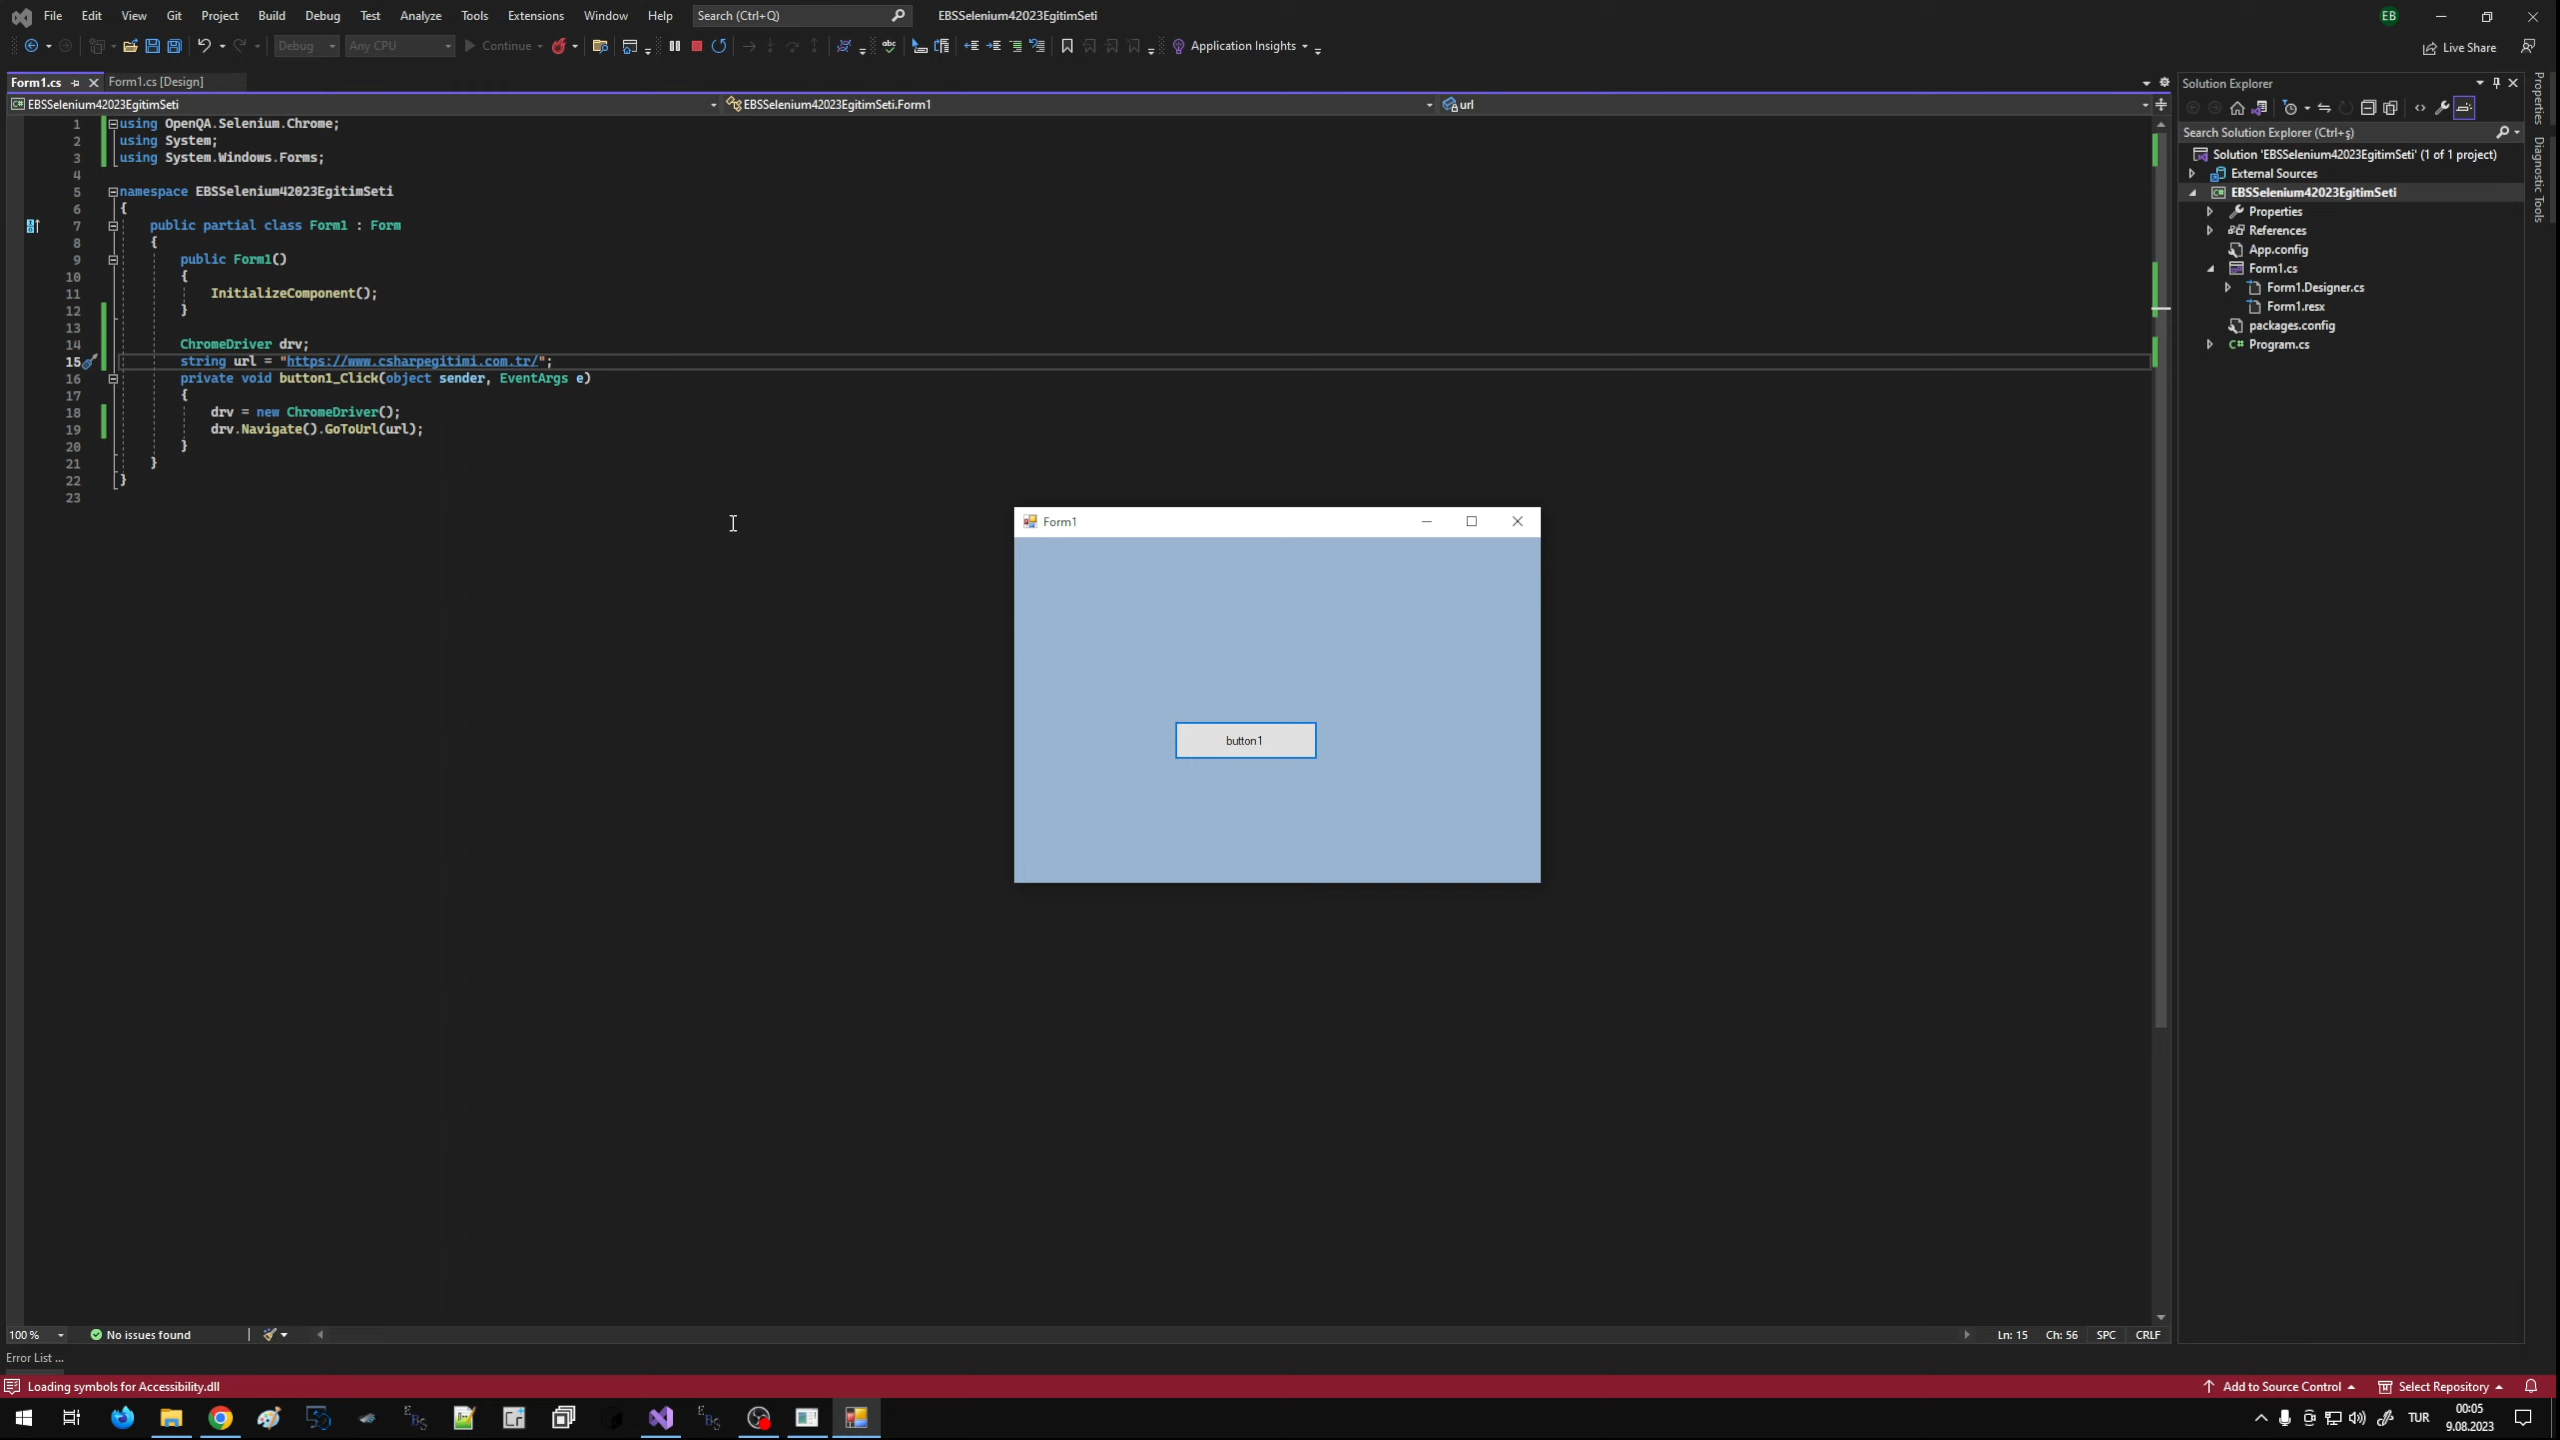 File Edit View Git Project Build Debug Test Analyze Tools Extensions Window Help Search (Ctrl+Q) EBSSelenium42023EgitimSeti EB
Debug Any CPU Continue Application Insights Live Share
Form1.cs Form1.cs [Design]
EBSSelenium42023EgitimSeti EBSSelenium42023EgitimSeti.Form1 url
1 using OpenQA.Selenium.Chrome;
2 using System;
3 using System.Windows.Forms;
4
5 namespace EBSSelenium42023EgitimSeti
6 {
7 public partial class Form1 : Form
8 {
9 public Form1()
10 {
11 InitializeComponent();
12 }
13
14 ChromeDriver drv;
15 string url = "https://www.csharpegitimi.com.tr/";
16 private void button1_Click(object sender, EventArgs e)
17 {
18 drv = new ChromeDriver();
19 drv.Navigate().GoToUrl(url);
20 }
21 }
22 }
23
Form1
button1
Solution Explorer
Search Solution Explorer (Ctrl+ş)
Solution 'EBSSelenium42023EgitimSeti' (1 of 1 project)
External Sources
EBSSelenium42023EgitimSeti
Properties
References
App.config
Form1.cs
Form1.Designer.cs
Form1.resx
packages.config
Program.cs
Properties
Diagnostic Tools
100 % No issues found Ln: 15 Ch: 56 SPC CRLF
Error List ...
Loading symbols for Accessibility.dll Add to Source Control Select Repository
TUR 00:05
9.08.2023